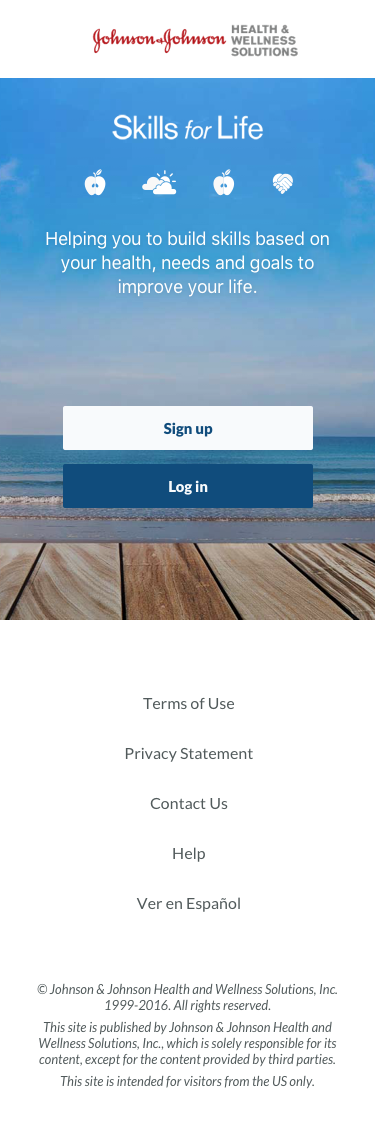 Johnson & Johnson HEALTH &
WELLNESS
SOLUTIONS
Skills for Life
Helping you to build skills based on
your health, needs and goals to
improve your life.
Sign up
Log in
Terms of Use
Privacy Statement
Contact Us
Help
Ver en Español
© Johnson & Johnson Health and Wellness Solutions, Inc.
1999-2016. All rights reserved.
This site is published by Johnson & Johnson Health and
Wellness Solutions, Inc., which is solely responsible for its
content, except for the content provided by third parties.
This site is intended for visitors from the US only.